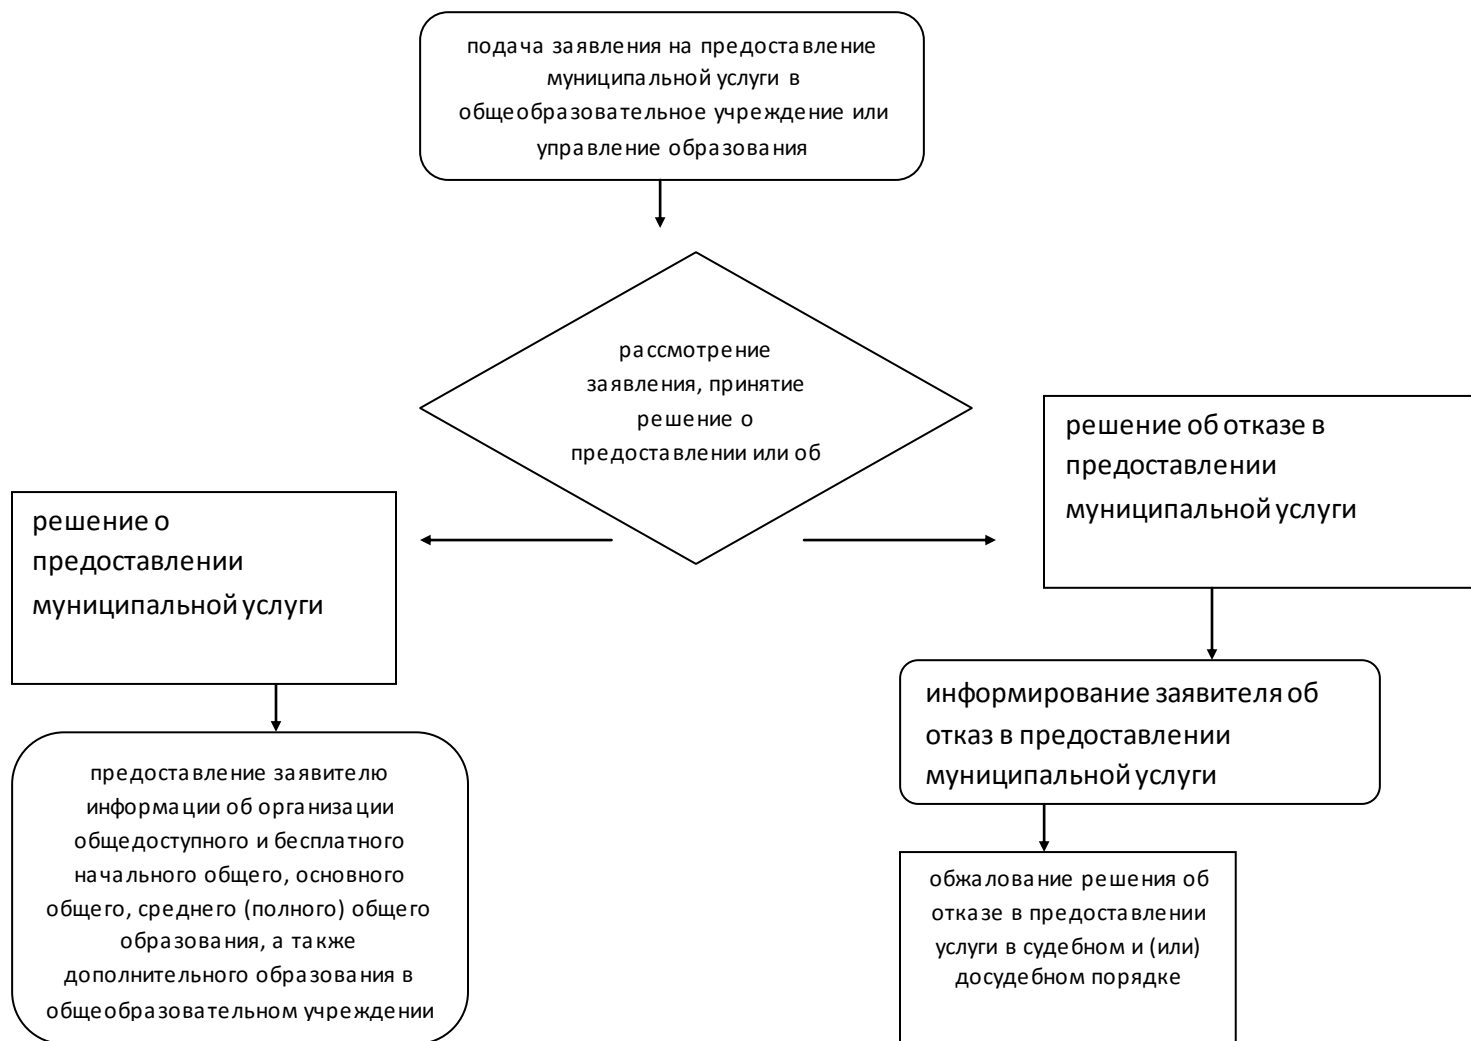 подача заявления на предоставление
муниципальной услуги в
общеобразовательное учреждение или
управление образования
рассмотрение
заявления, принятие
решение о
предоставлении или об
решение об отказе в
предоставлении
муниципальной услуги
решение о
предоставлении
муниципальной услуги
информирование заявителя об
отказ в предоставлении
муниципальной услуги
предоставление заявителю
информации об организации
общедоступного и бесплатного
начального общего, основного
общего, среднего (полного) общего
образования, а также
дополнительного образования в
общеобразовательном учреждении
обжалование решения об
отказе в предоставлении
услуги в судебном и (или)
досудебном порядке